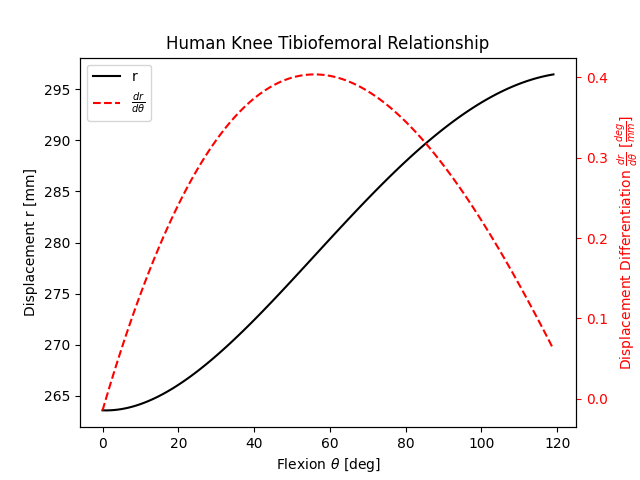 Human Knee Tibiofemoral Relationship
r
dr/dθ
295
290
285
280
275
270
265
Displacement r [mm]
0.4
0.3
0.2
0.1
0.0
Displacement Differentiation dr/dθ [deg/mm]
0 20 40 60 80 100 120
Flexion θ [deg]